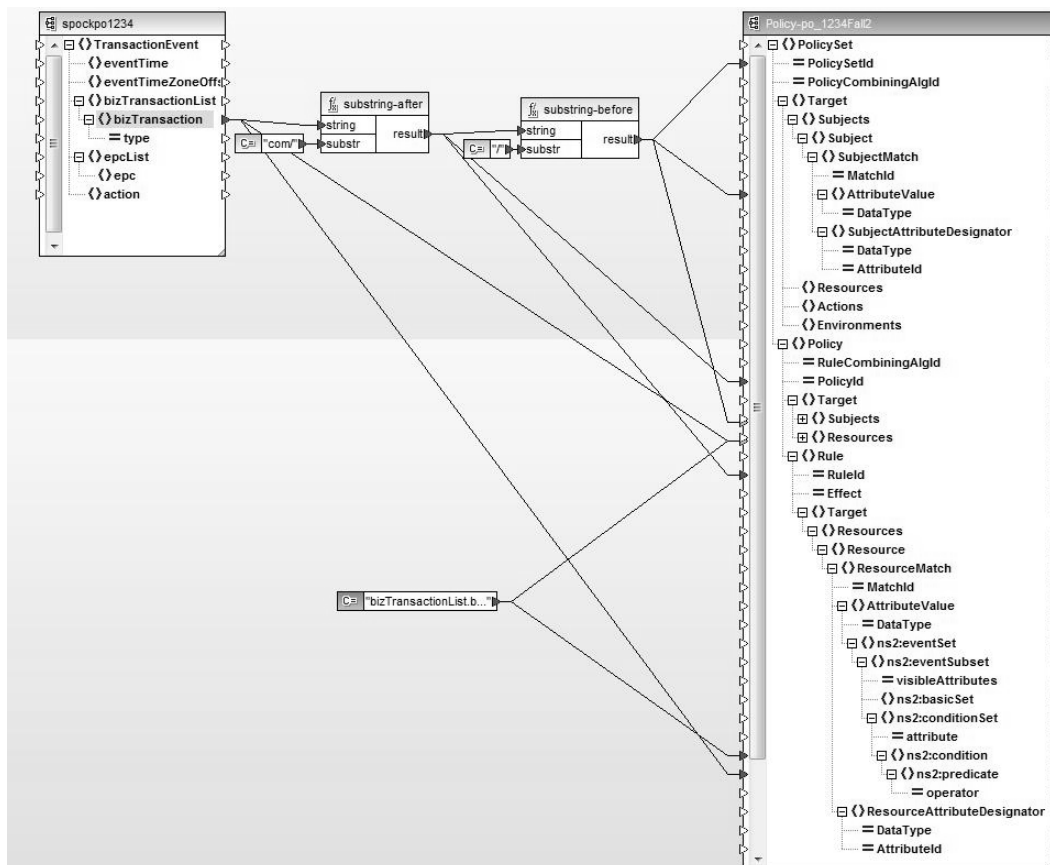 spockpo1234
TransactionEvent
eventTime
eventTimeZoneOffs
bizTransactionList
bizTransaction
type
epcList
epc
action
substring-after
string
substr
result
"com/"
substring-before
string
substr
result
"/"
"bizTransactionList.b..."
Policy-po_1234Fall2
PolicySet
PolicySetId
PolicyCombiningAlgId
Target
Subjects
Subject
SubjectMatch
MatchId
AttributeValue
DataType
SubjectAttributeDesignator
DataType
AttributeId
Resources
Actions
Environments
Policy
RuleCombiningAlgId
PolicyId
Target
Subjects
Resources
Rule
RuleId
Effect
Target
Resources
Resource
ResourceMatch
MatchId
AttributeValue
DataType
ns2:eventSet
ns2:eventSubset
visibleAttributes
ns2:basicSet
ns2:conditionSet
attribute
ns2:condition
ns2:predicate
operator
ResourceAttributeDesignator
DataType
AttributeId